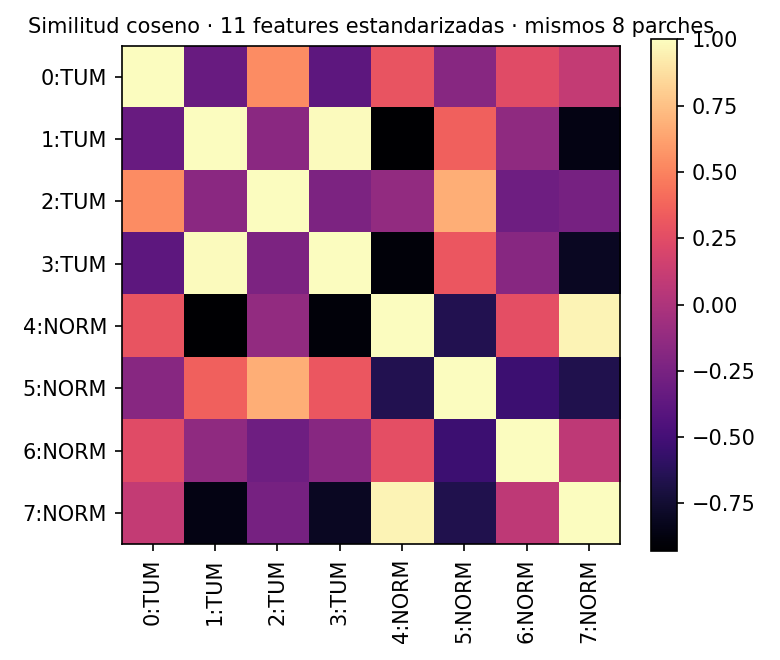 Similitud coseno · 11 features estandarizadas · mismos 8 parches
0:TUM
1:TUM
2:TUM
3:TUM
4:NORM
5:NORM
6:NORM
7:NORM
0:TUM
1:TUM
2:TUM
3:TUM
4:NORM
5:NORM
6:NORM
7:NORM
1.00
0.75
0.50
0.25
0.00
−0.25
−0.50
−0.75